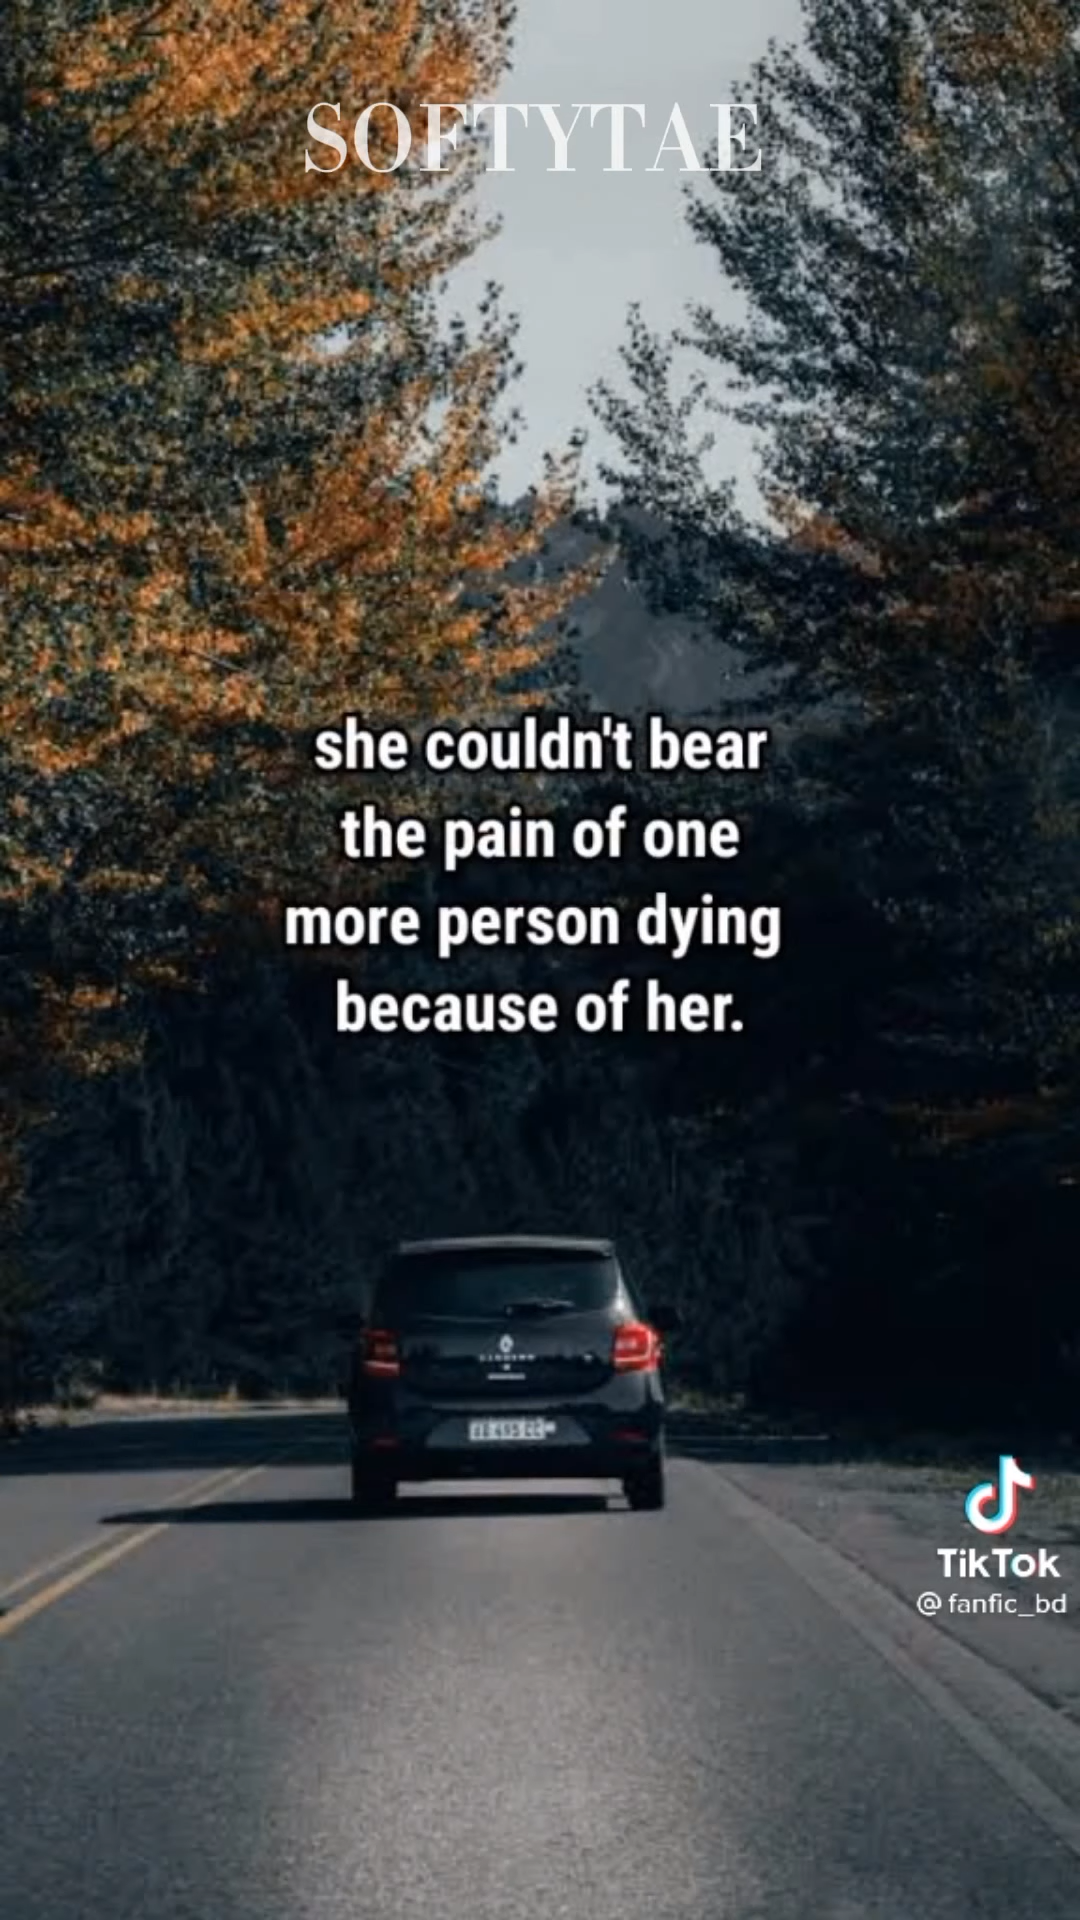 SOFTYTAE
she couldn't bear
the pain of one
more person dying
because of her.
TikTok
@fanfic_bd